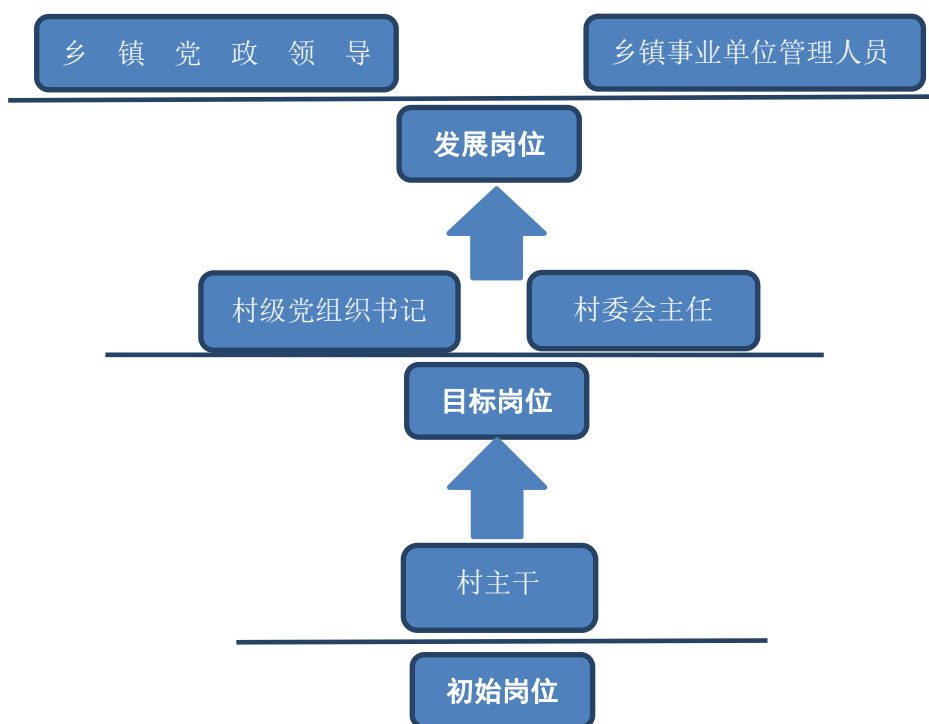 乡镇党政领导
乡镇事业单位管理人员
发展岗位
村级党组织书记
村委会主任
目标岗位
村主干
初始岗位